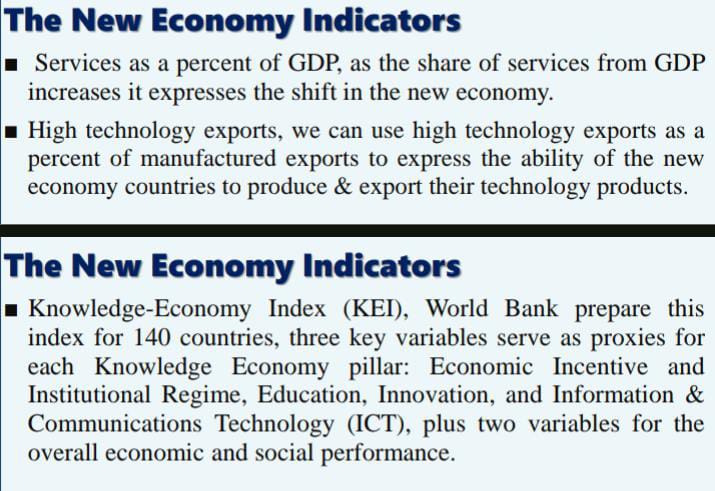 The New Economy Indicators
■ Services as a percent of GDP, as the share of services from GDP
increases it expresses the shift in the new economy.
■ High technology exports, we can use high technology exports as a
percent of manufactured exports to express the ability of the new
economy countries to produce & export their technology products.
The New Economy Indicators
■ Knowledge-Economy Index (KEI), World Bank prepare this
index for 140 countries, three key variables serve as proxies for
each Knowledge Economy pillar: Economic Incentive and
Institutional Regime, Education, Innovation, and Information &
Communications Technology (ICT), plus two variables for the
overall economic and social performance.